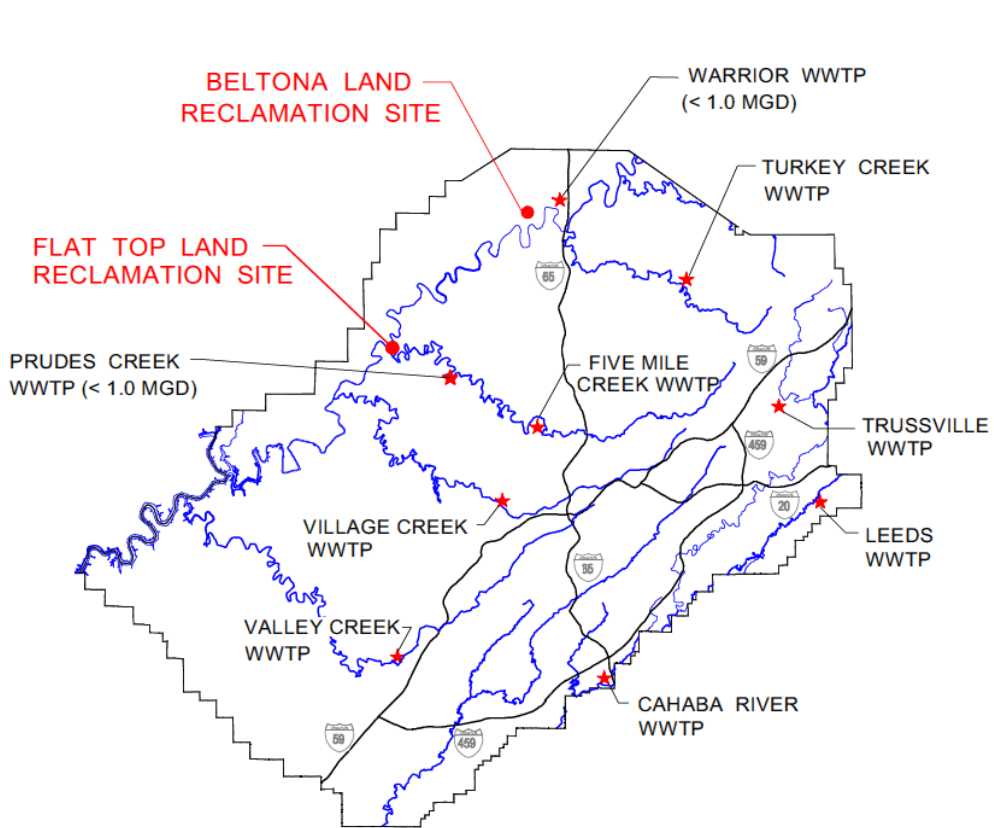 BELTONA LAND
RECLAMATION SITE
WARRIOR WWTP
(< 1.0 MGD)
TURKEY CREEK
WWTP
FLAT TOP LAND
RECLAMATION SITE
65
PRUDES CREEK
WWTP (< 1.0 MGD)
FIVE MILE
CREEK WWTP
59
TRUSSVILLE
WWTP
459
20
VILLAGE CREEK
WWTP
LEEDS
WWTP
65
VALLEY CREEK
WWTP
CAHABA RIVER
WWTP
59
459